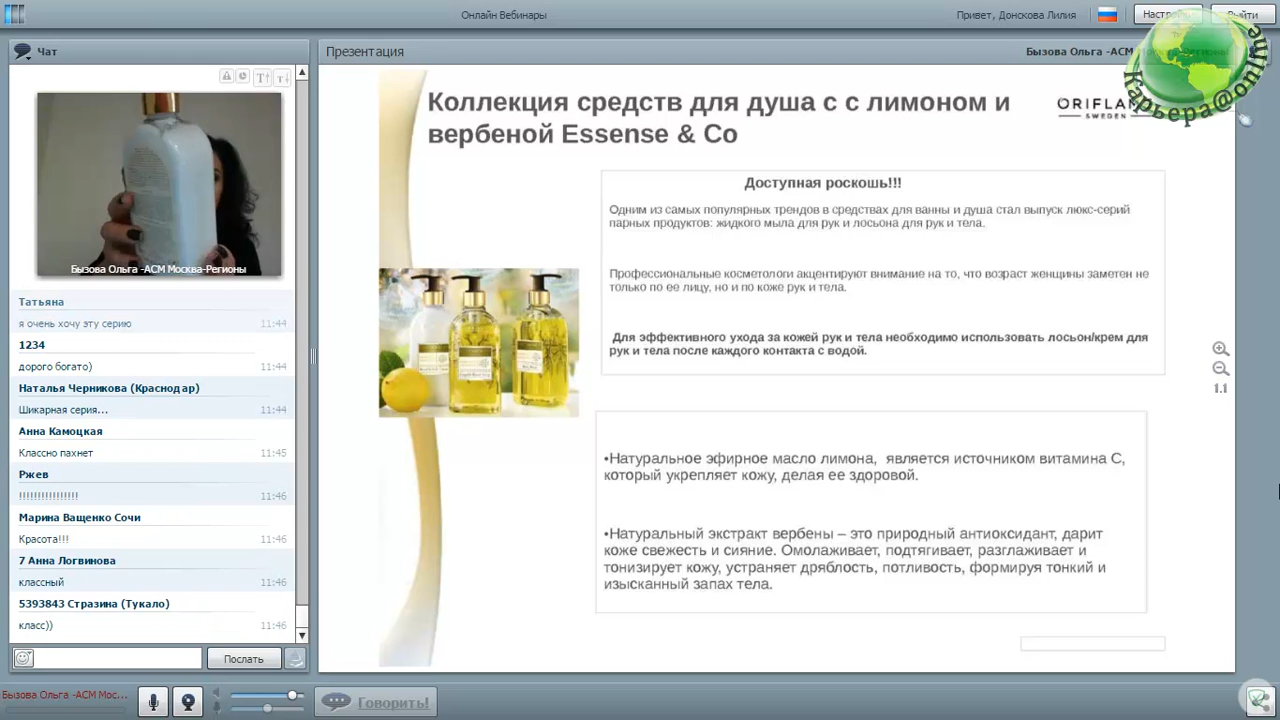 Онлайн Вебинары
Привет, Донскова Лилия
Настройки
Выйти
Чат
Презентация
Бызова Ольга -АСМ Москва-Регионы
Карьера@online
Бызова Ольга -АСМ Москва-Регионы
Татьяна
я очень хочу эту серию 11:44
1234
дорого богато) 11:44
Наталья Черникова (Краснодар)
Шикарная серия... 11:44
Анна Камоцкая
Классно пахнет 11:45
Ржев
!!!!!!!!!!!!!!! 11:46
Марина Ващенко Сочи
Красота!!! 11:46
7 Анна Логвинова
классный 11:46
5393843 Стразина (Тукало)
класс)) 11:46
Послать
Бызова Ольга -АСМ Мос...
Говорить!
Коллекция средств для душа с с лимоном и
вербеной Essense & Co
ORIFLAM
SWEDEN
Доступная роскошь!!!
Одним из самых популярных трендов в средствах для ванны и душа стал выпуск люкс-серий
парных продуктов: жидкого мыла для рук и лосьона для рук и тела.
Профессиональные косметологи акцентируют внимание на то, что возраст женщины заметен не
только по ее лицу, но и по коже рук и тела.
Для эффективного ухода за кожей рук и тела необходимо использовать лосьон/крем для
рук и тела после каждого контакта с водой.
•Натуральное эфирное масло лимона, является источником витамина С,
который укрепляет кожу, делая ее здоровой.
•Натуральный экстракт вербены – это природный антиоксидант, дарит
коже свежесть и сияние. Омолаживает, подтягивает, разглаживает и
тонизирует кожу, устраняет дряблость, потливость, формируя тонкий и
изысканный запах тела.
1.1